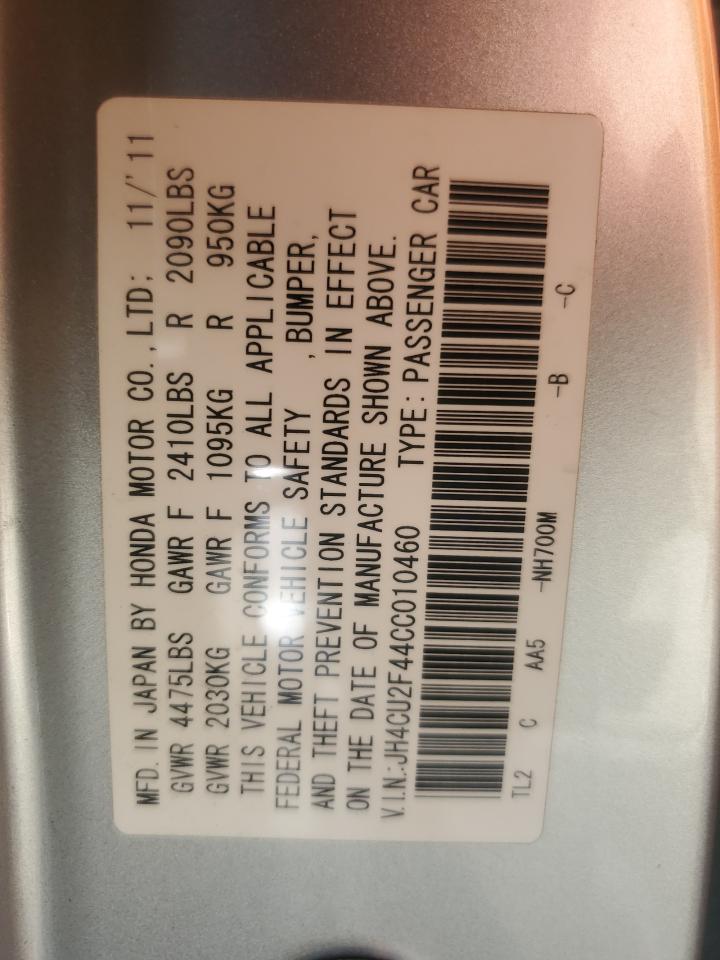 MFD. IN JAPAN BY HONDA MOTOR CO., LTD; 11/'11
GVWR 4475LBS GAWR F 2410LBS R 2090LBS
GVWR 2030KG GAWR F 1095KG R 950KG
THIS VEHICLE CONFORMS TO ALL APPLICABLE
FEDERAL MOTOR VEHICLE SAFETY , BUMPER,
AND THEFT PREVENTION STANDARDS IN EFFECT
ON THE DATE OF MANUFACTURE SHOWN ABOVE.
V.I.N.:JH4CU2F44CC010460 TYPE:PASSENGER CAR
TL2 C AA5 -NH700M -B -C